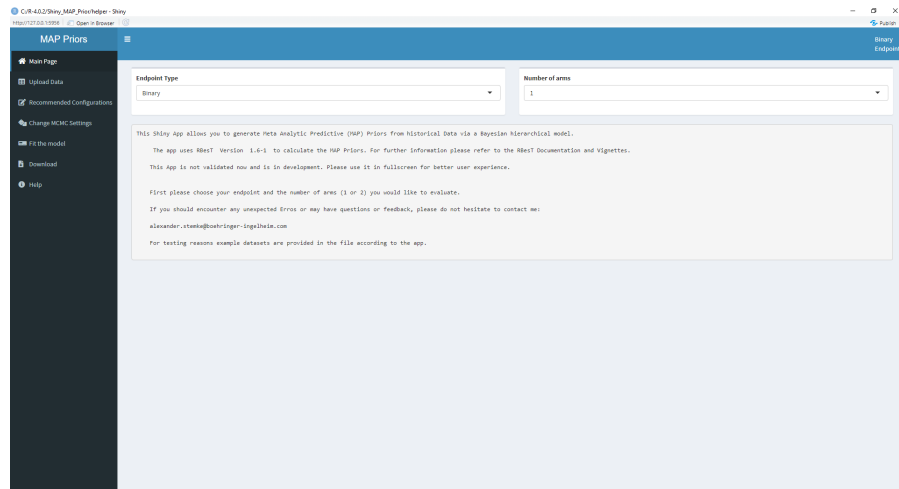 C:/R-4.0.2/Shiny_MAP_Prior/helper - Shiny
http://127.0.0.1:5956 Open in Browser Publish
MAP Priors
Binary
Endpoint
Main Page
Upload Data
Recommended Configurations
Change MCMC Settings
Fit the model
Download
Help
Endpoint Type
Binary
Number of arms
1
This Shiny App allows you to generate Meta Analytic Predictive (MAP) Priors from historical Data via a Bayesian hierarchical model.
The app uses RBesT Version 1.6-1 to calculate the MAP Priors. For further information please refer to the RBesT Documentation and Vignettes.
This App is not validated now and is in development. Please use it in fullscreen for better user experience.
First please choose your endpoint and the number of arms (1 or 2) you would like to evaluate.
If you should encounter any unexpected Erros or may have questions or feedback, please do not hesitate to contact me:
alexander.stemke@boehringer-ingelheim.com
For testing reasons example datasets are provided in the file according to the app.